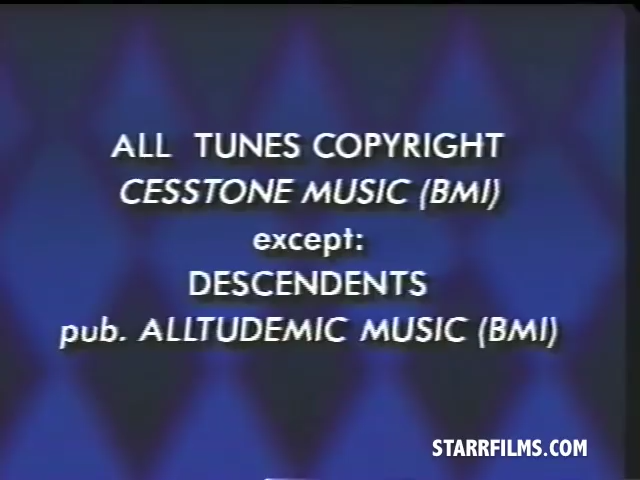 ALL TUNES COPYRIGHT
CESSTONE MUSIC (BMI)
except:
DESCENDENTS
pub. ALLTUDEMIC MUSIC (BMI)
STARRFILMS.COM